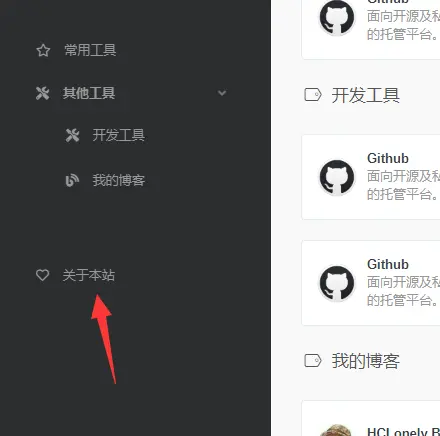 常用工具
其他工具
开发工具
我的博客
关于本站
Github
面向开源及私
的托管平台。
开发工具
Github
面向开源及私
的托管平台。
Github
面向开源及私
的托管平台。
我的博客
HCLonely B